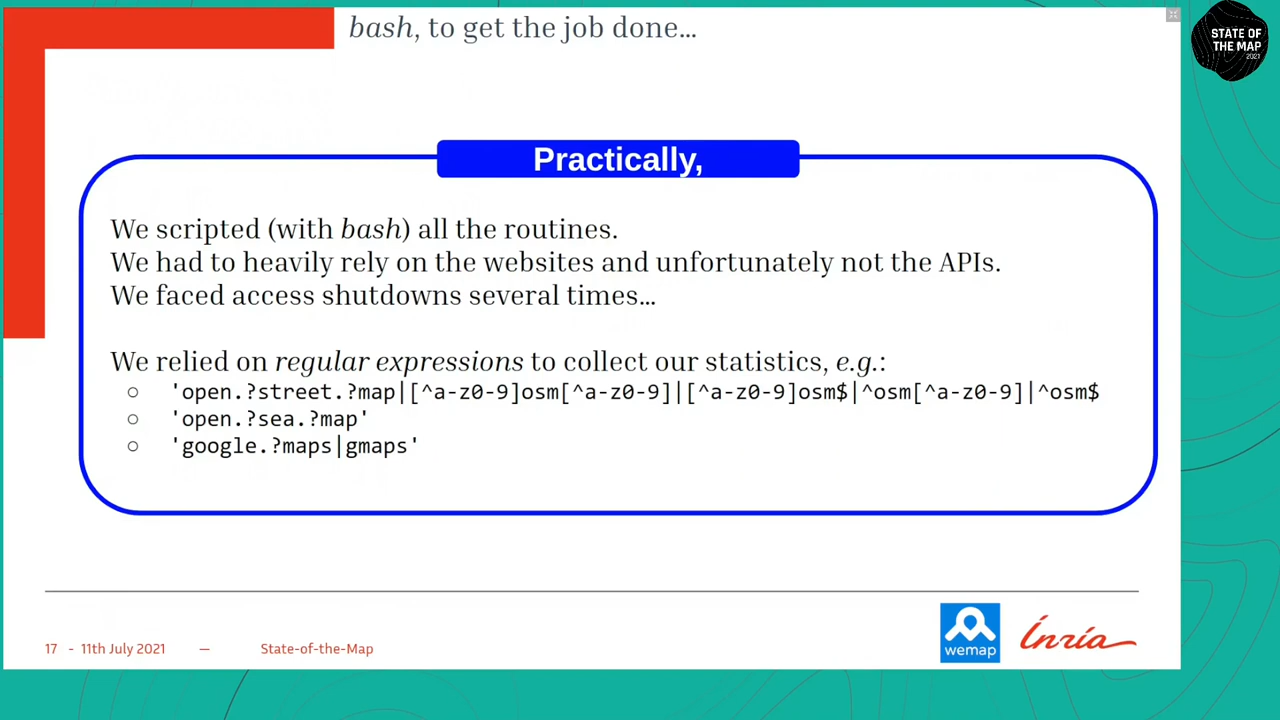 bash, to get the job done…
STATE OF
THE MAP
2021
Practically,
We scripted (with bash) all the routines.
We had to heavily rely on the websites and unfortunately not the APIs.
We faced access shutdowns several times…
We relied on regular expressions to collect our statistics, e.g.:
○ 'open.?street.?map|[^a-z0-9]osm[^a-z0-9]|[^a-z0-9]osm$|^osm[^a-z0-9]|^osm$
○ 'open.?sea.?map'
○ 'google.?maps|gmaps'
17 - 11th July 2021 — State-of-the-Map
wemap
Inria